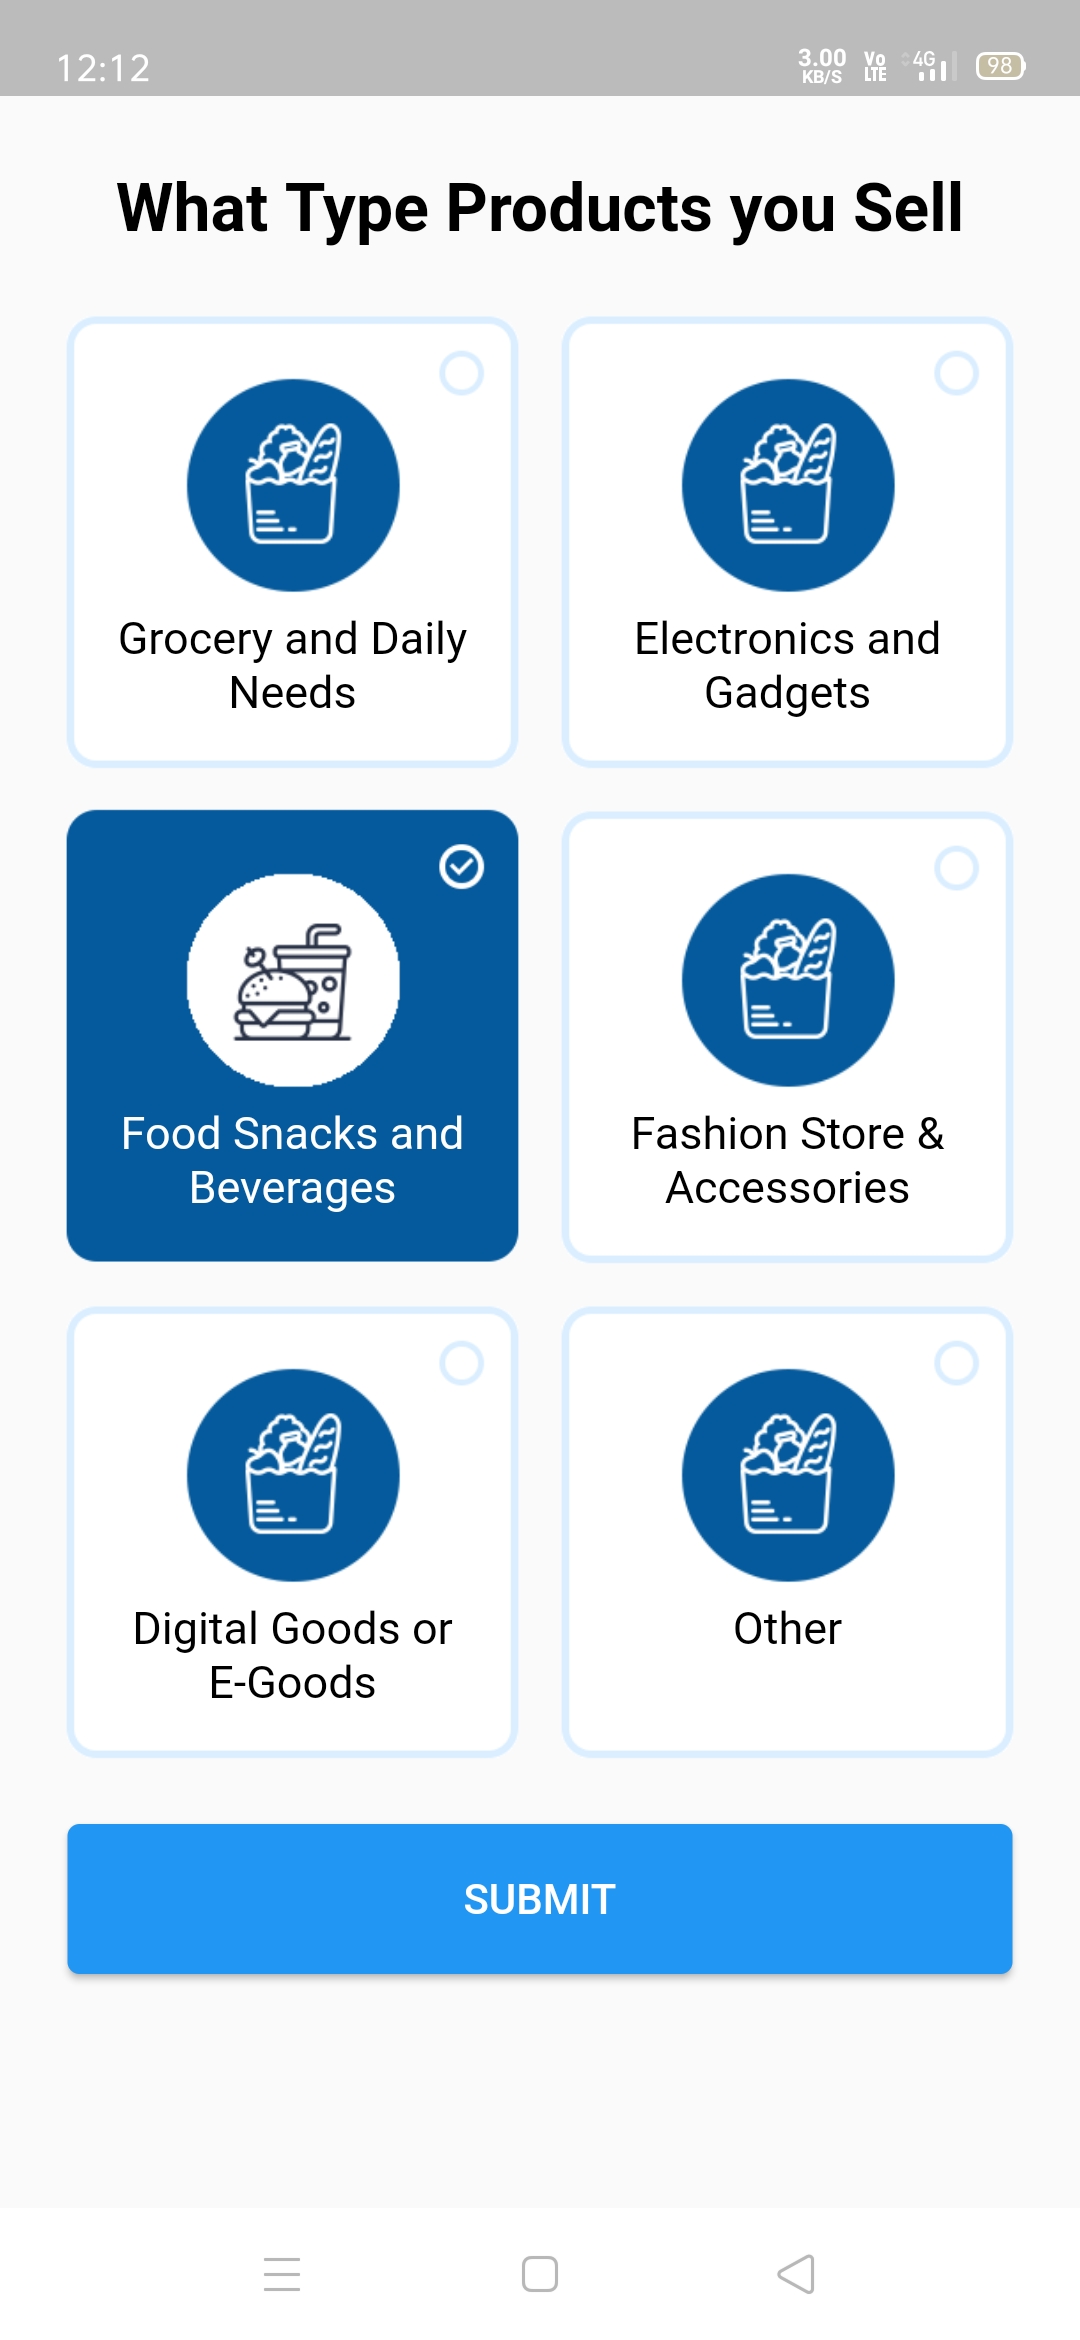 12:12
3.00 KB/S Vo LTE 4G 98
What Type Products you Sell
Grocery and Daily
Needs
Electronics and
Gadgets
Food Snacks and
Beverages
Fashion Store &
Accessories
Digital Goods or
E-Goods
Other
SUBMIT